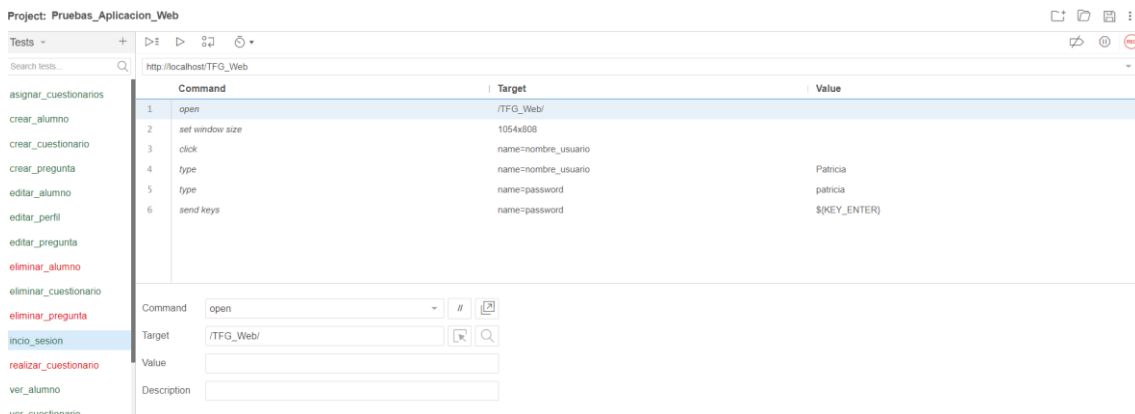 Project: Pruebas_Aplicacion_Web
Tests
Search tests...
http://localhost/TFG_Web
REC
asignar_cuestionarios
crear_alumno
crear_cuestionario
crear_pregunta
editar_alumno
editar_perfil
editar_pregunta
eliminar_alumno
eliminar_cuestionario
eliminar_pregunta
incio_sesion
realizar_cuestionario
ver_alumno
ver_cuestionario
Command Target Value
1 open /TFG_Web/
2 set window size 1054x808
3 click name=nombre_usuario
4 type name=nombre_usuario Patricia
5 type name=password patricia
6 send keys name=password ${KEY_ENTER}
Command open //
Target /TFG_Web/
Value
Description